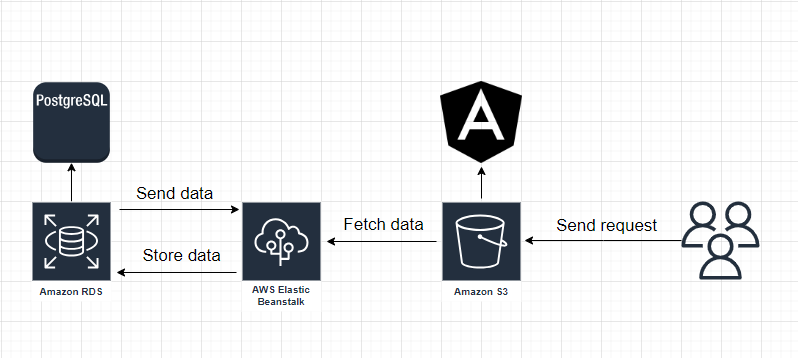 PostgreSQL
A
Send data
Store data
Fetch data
Send request
Amazon RDS
AWS Elastic
Beanstalk
Amazon S3